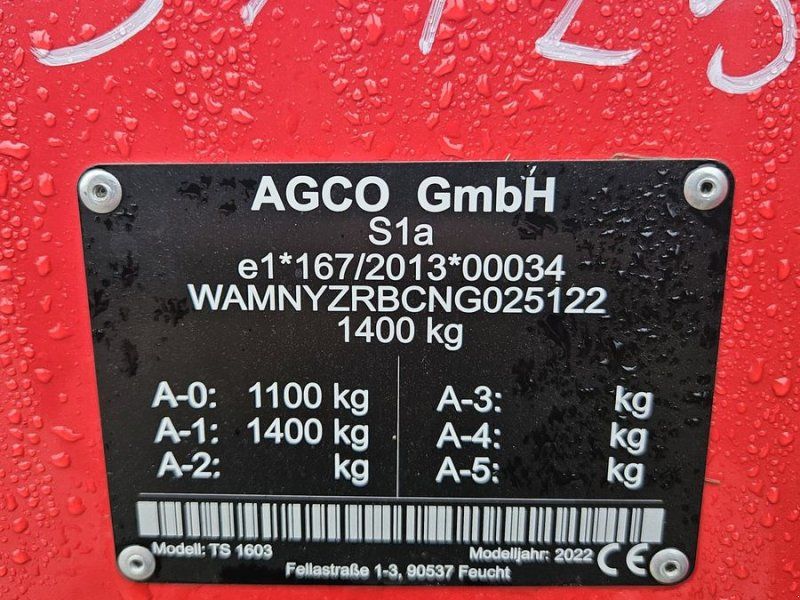 AGCO GmbH
S1a
e1*167/2013*00034
WAMNYZRBCNG025122
1400 kg
A-0: 1100 kg
A-1: 1400 kg
A-2: kg
A-3: kg
A-4: kg
A-5: kg
Modell: TS 1603
Modelljahr: 2022 CE
Fellastraße 1-3, 90537 Feucht